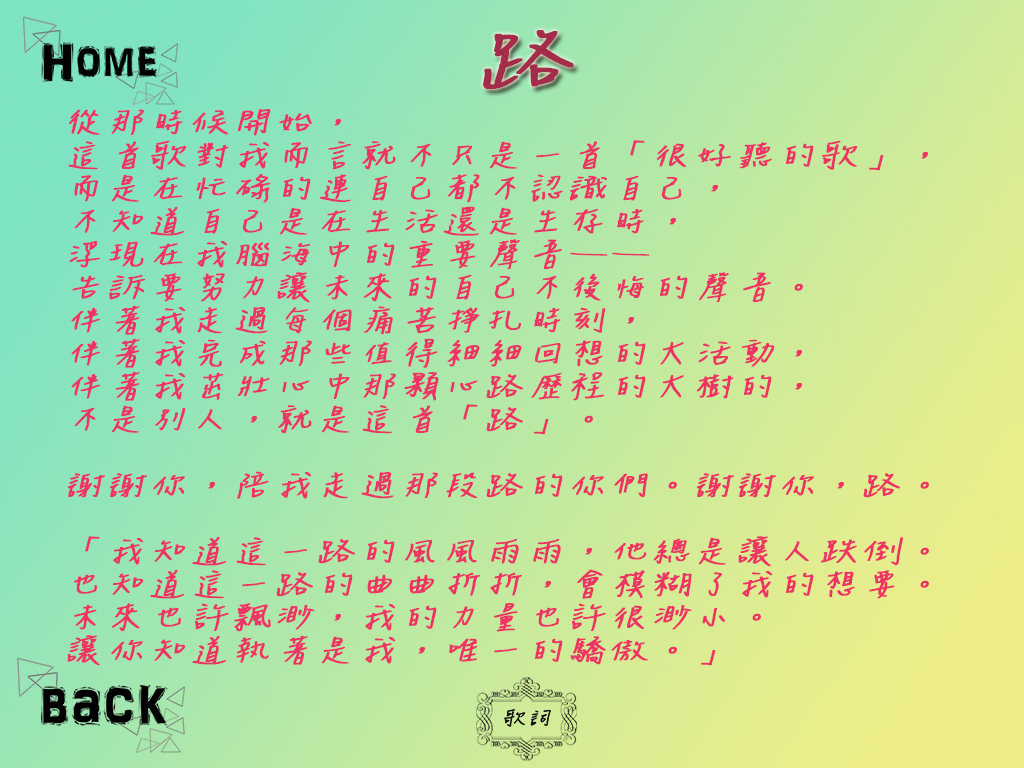 HOME
路
從那時候開始，
這首歌對我而言就不只是一首「很好聽的歌」，
而是在忙碌的連自己都不認識自己，
不知道自己是在生活還是生存時，
浮現在我腦海中的重要聲音——
告訴要努力讓未來的自己不後悔的聲音。
伴著我走過每個痛苦掙扎時刻，
伴著我完成那些值得細細回想的大活動，
伴著我茁壯心中那顆心路歷程的大樹的，
不是別人，就是這首「路」。
謝謝你，陪我走過那段路的你們。謝謝你，路。
「我知道這一路的風風雨雨，他總是讓人跌倒。
也知道這一路的曲曲折折，會模糊了我的想要。
未來也許飄渺，我的力量也許很渺小。
讓你知道執著是我，唯一的驕傲。」
BaCK
歌詞